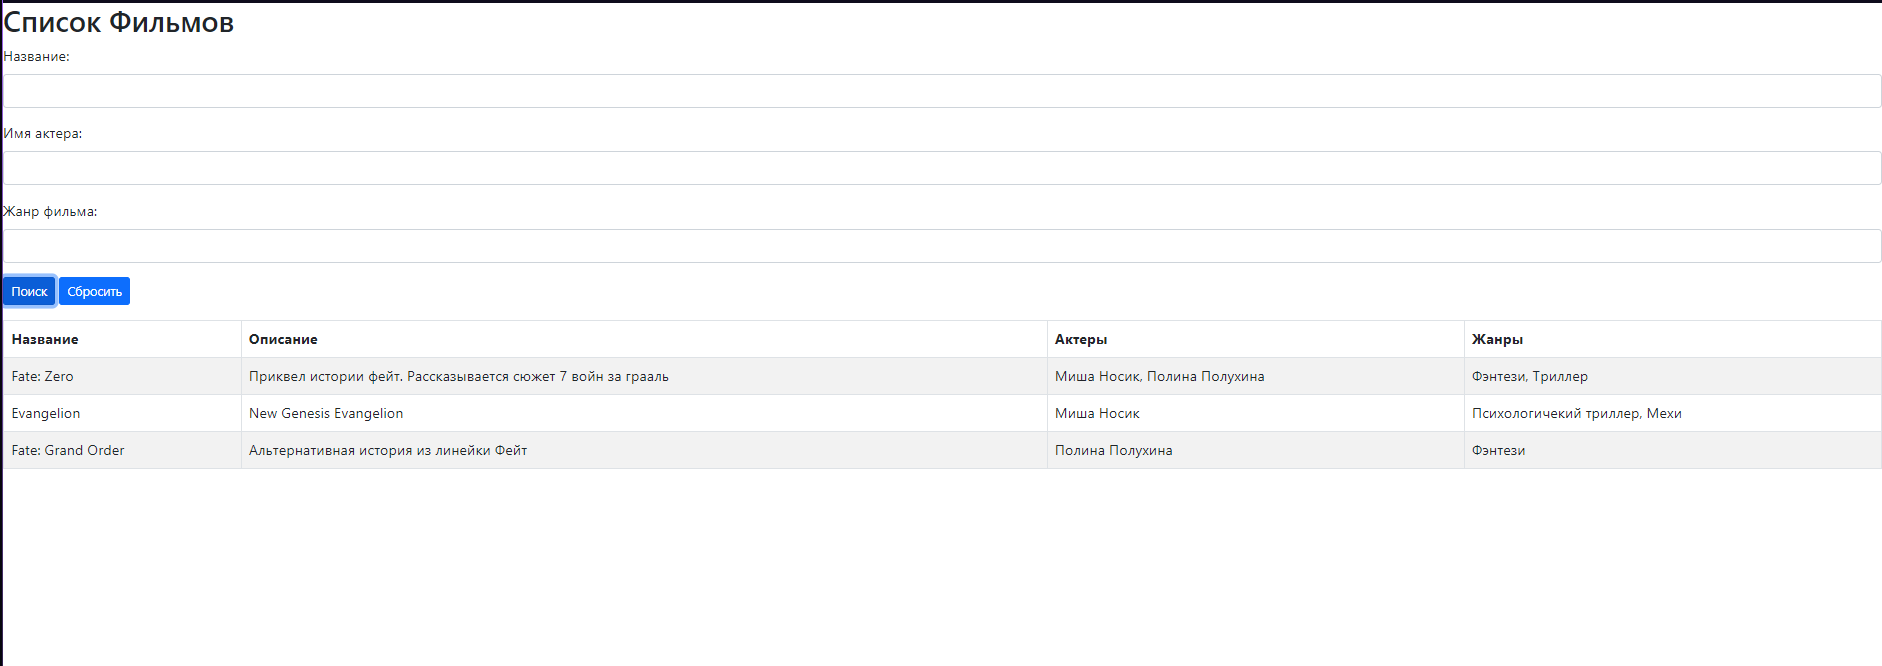 Список Фильмов
Название:
Имя актера:
Жанр фильма:
Поиск Сбросить
Название Описание Актеры Жанры
Fate: Zero Приквел истории фейт. Рассказывается сюжет 7 войн за грааль Миша Носик, Полина Полухина Фэнтези, Триллер
Evangelion New Genesis Evangelion Миша Носик Психологичекий триллер, Мехи
Fate: Grand Order Альтернативная история из линейки Фейт Полина Полухина Фэнтези